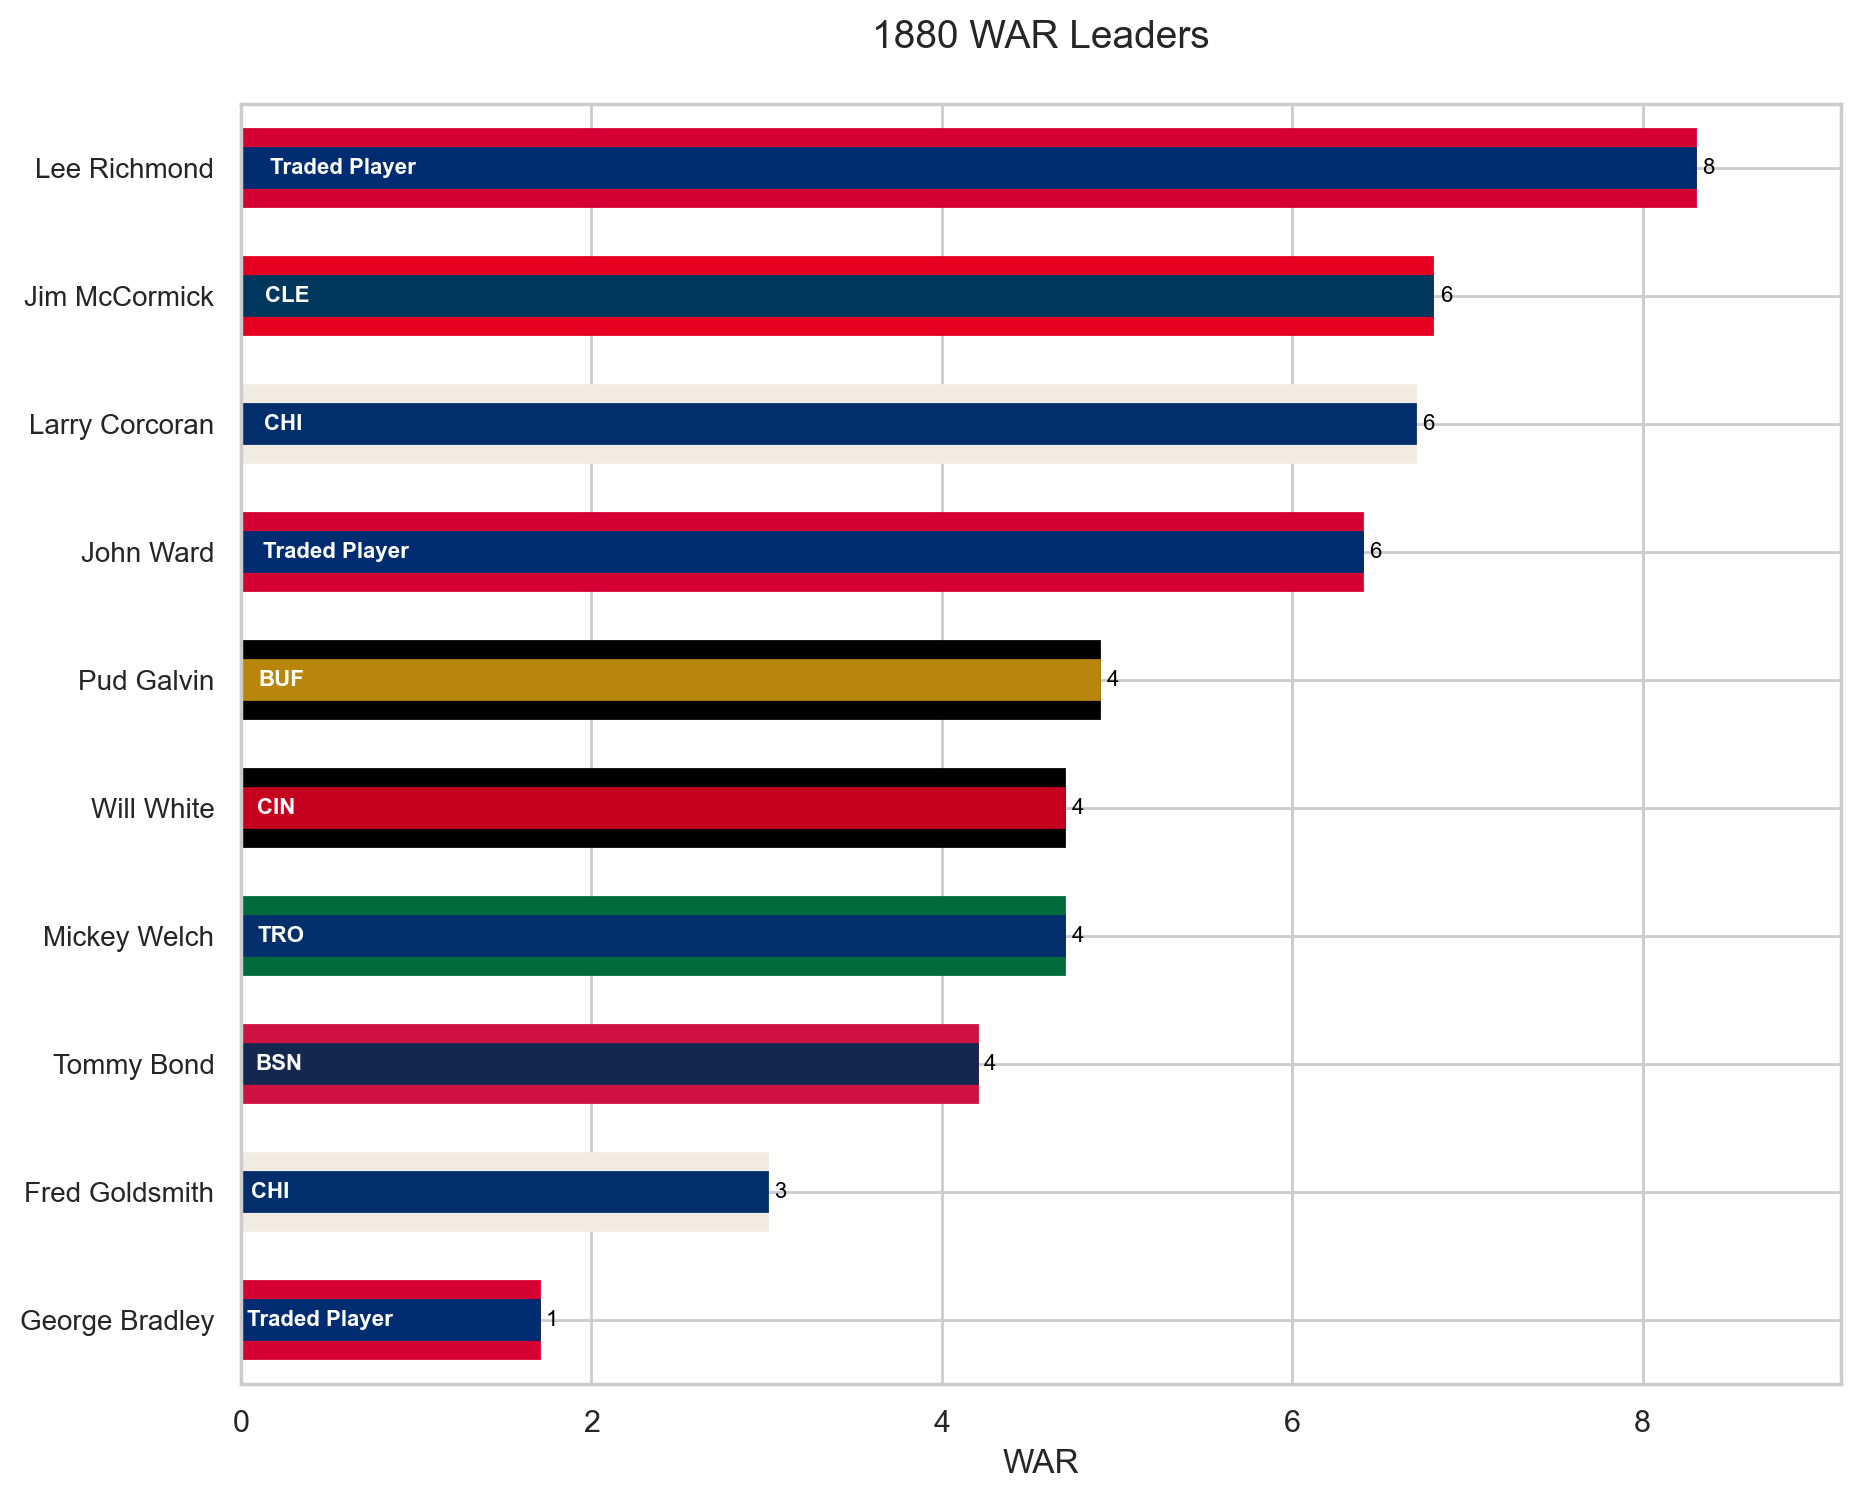 1880 WAR Leaders
Lee Richmond Traded Player 8
Jim McCormick CLE 6
Larry Corcoran CHI 6
John Ward Traded Player 6
Pud Galvin BUF 4
Will White CIN 4
Mickey Welch TRO 4
Tommy Bond BSN 4
Fred Goldsmith CHI 3
George Bradley Traded Player 1
0 2 4 6 8
WAR